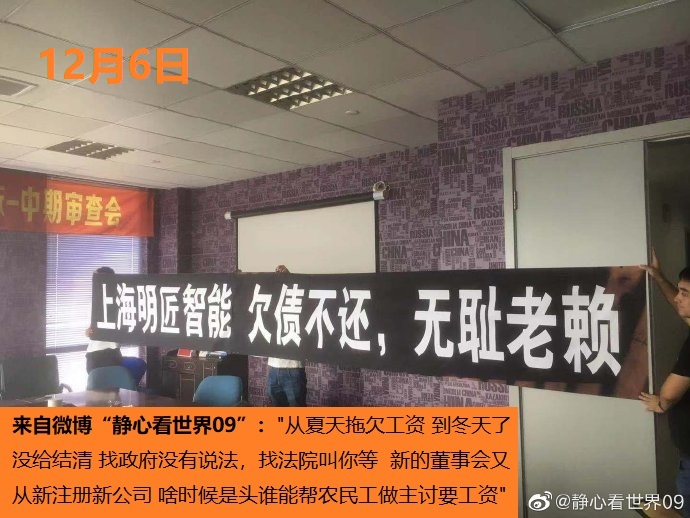 12月6日
一中期审查会
RUSSIA
CHINA
上海明匠智能 欠债不还，无耻老赖
来自微博“静心看世界09”："从夏天拖欠工资 到冬天了
没给结清 找政府没有说法，找法院叫你等 新的董事会又
从新注册新公司 啥时候是头谁能帮农民工做主讨要工资"
@静心看世界09